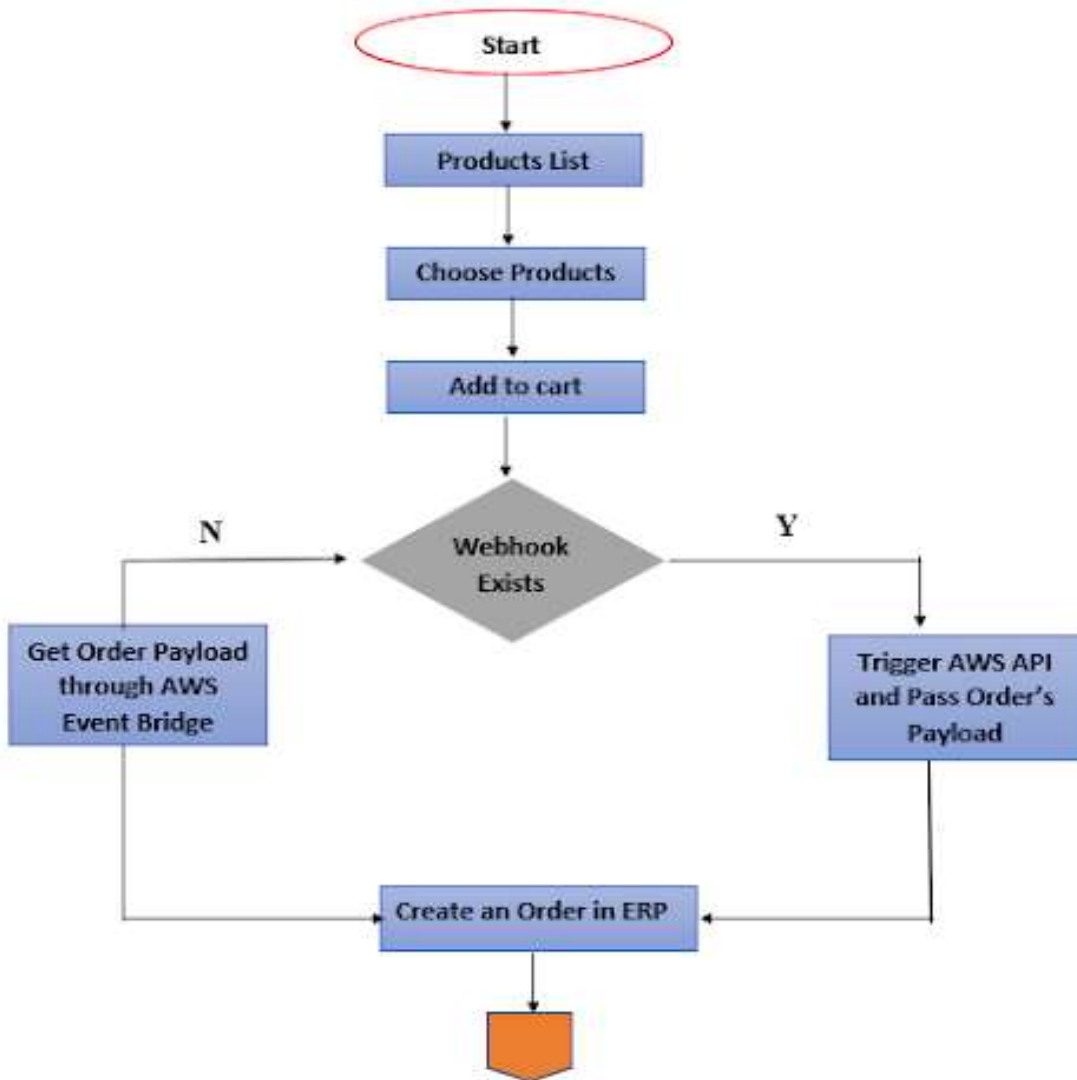 Start
Products List
Choose Products
Add to cart
N
Y
Webhook
Exists
Get Order Payload
through AWS
Event Bridge
Trigger AWS API
and Pass Order's
Payload
Create an Order in ERP